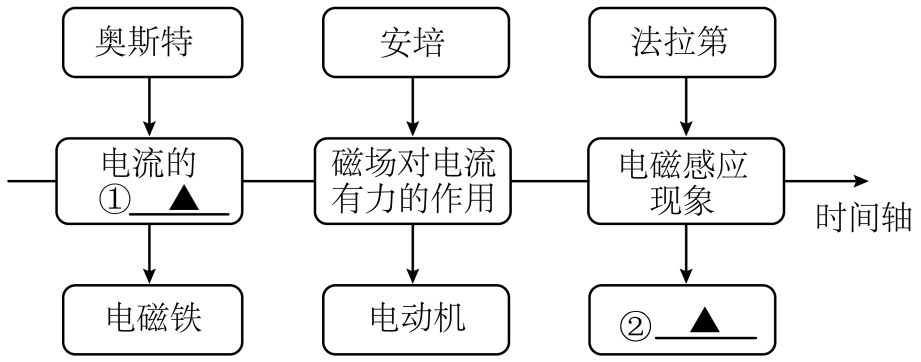 奥斯特
安培
法拉第
电流的
①▲
磁场对电流
有力的作用
电磁感应
现象
时间轴
电磁铁
电动机
②▲